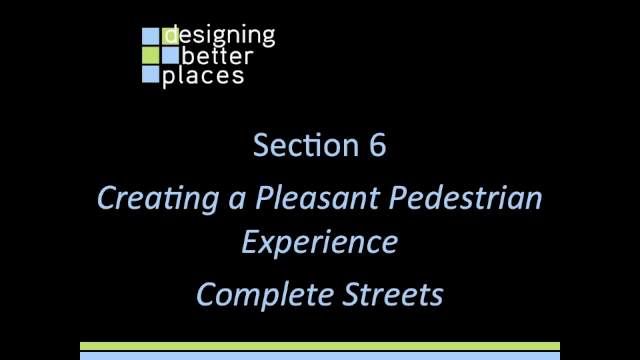 designing
better
places
Section 6
Creating a Pleasant Pedestrian
Experience
Complete Streets